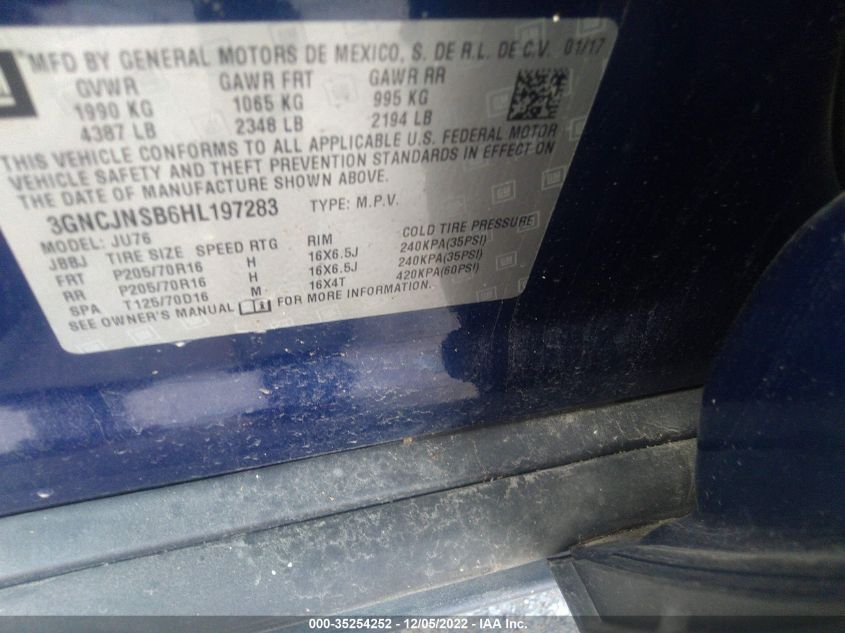 GM
MFD BY GENERAL MOTORS DE MEXICO, S. DE R.L. DE C.V. 01/17
GVWR GAWR FRT GAWR RR
1990 KG 1065 KG 995 KG
4387 LB 2348 LB 2194 LB
THIS VEHICLE CONFORMS TO ALL APPLICABLE U.S. FEDERAL MOTOR
VEHICLE SAFETY AND THEFT PREVENTION STANDARDS IN EFFECT ON
THE DATE OF MANUFACTURE SHOWN ABOVE.
3GNCJNSB6HL197283 TYPE: M.P.V.
MODEL: JU76
JBBJ TIRE SIZE SPEED RTG RIM COLD TIRE PRESSURE
FRT P205/70R16 H 16X6.5J 240KPA(35PSI)
RR P205/70R16 H 16X6.5J 240KPA(35PSI)
SPA T125/70D16 M 16X4T 420KPA(60PSI)
SEE OWNER'S MANUAL FOR MORE INFORMATION.
000-35254252 - 12/05/2022 - IAA Inc.